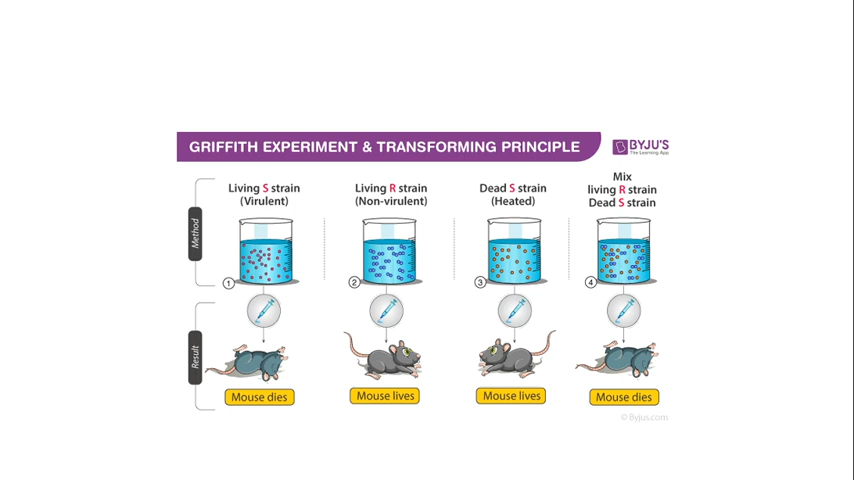 GRIFFITH EXPERIMENT & TRANSFORMING PRINCIPLE
BYJU'S
The Learning App
Method
Living S strain
(Virulent)
Living R strain
(Non-virulent)
Dead S strain
(Heated)
Mix
living R strain
Dead S strain
1
2
3
4
Result
Mouse dies
Mouse lives
Mouse lives
Mouse dies
© Byjus.com